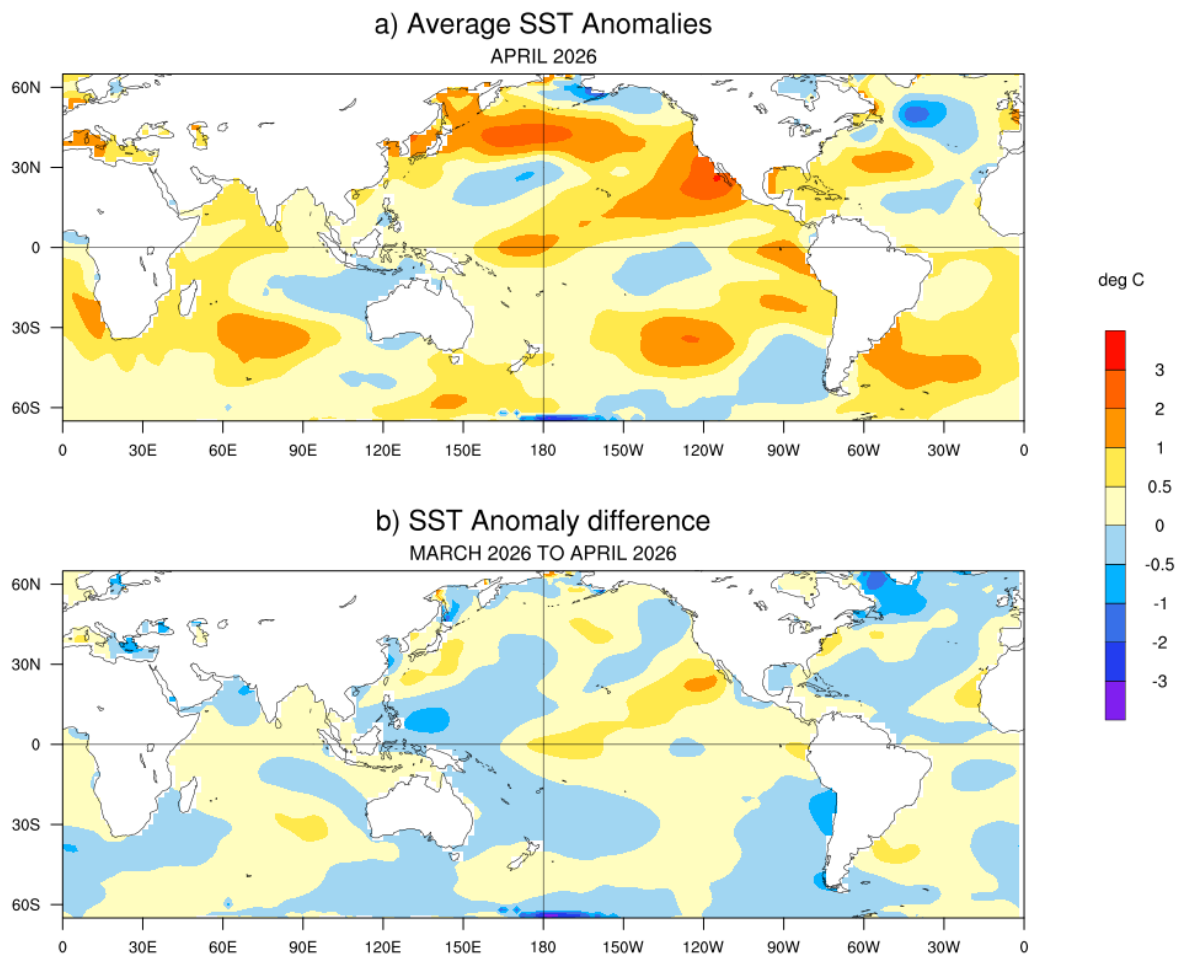 a) Average SST Anomalies
APRIL 2026
60N
30N
0
30S
60S
0 30E 60E 90E 120E 150E 180 150W 120W 90W 60W 30W 0
deg C
3
2
1
0.5
0
-0.5
-1
-2
-3
b) SST Anomaly difference
MARCH 2026 TO APRIL 2026
60N
30N
0
30S
60S
0 30E 60E 90E 120E 150E 180 150W 120W 90W 60W 30W 0